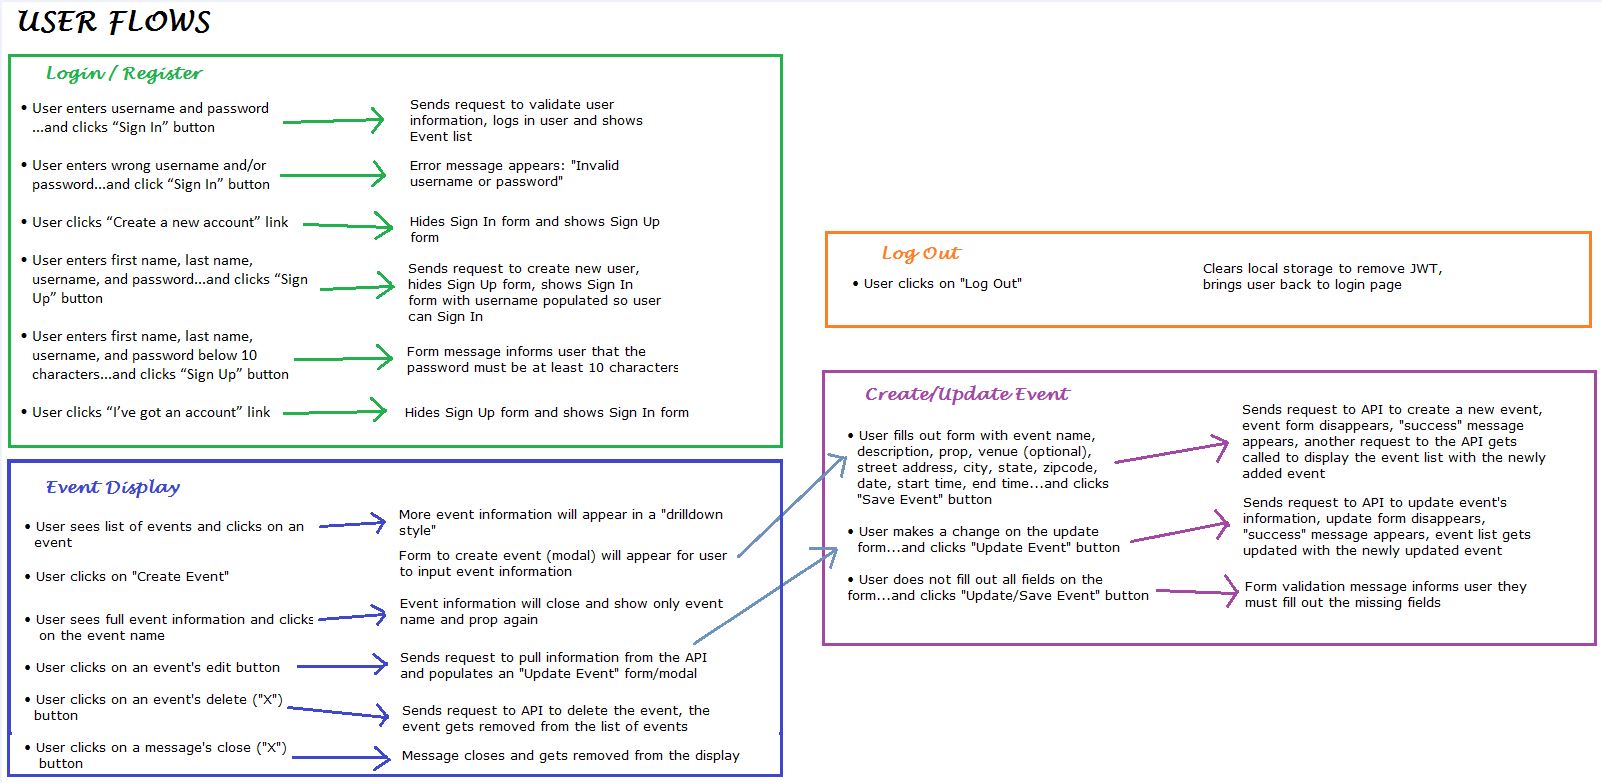 USER FLOWS
Login / Register
• User enters username and password
...and clicks “Sign In” button
Sends request to validate user
information, logs in user and shows
Event list
• User enters wrong username and/or
password...and click “Sign In” button
Error message appears: "Invalid
username or password"
• User clicks “Create a new account” link
Hides Sign In form and shows Sign Up
form
• User enters first name, last name,
username, and password...and clicks “Sign
Up” button
Sends request to create new user,
hides Sign Up form, shows Sign In
form with username populated so user
can Sign In
• User enters first name, last name,
username, and password below 10
characters...and clicks “Sign Up” button
Form message informs user that the
password must be at least 10 characters
• User clicks “I’ve got an account” link
Hides Sign Up form and shows Sign In form
Event Display
• User sees list of events and clicks on an
event
More event information will appear in a "drilldown
style"
• User clicks on "Create Event"
Form to create event (modal) will appear for user
to input event information
• User sees full event information and clicks
on the event name
Event information will close and show only event
name and prop again
• User clicks on an event's edit button
Sends request to pull information from the API
and populates an "Update Event" form/modal
• User clicks on an event's delete ("X")
button
Sends request to API to delete the event, the
event gets removed from the list of events
• User clicks on a message's close ("X")
button
Message closes and gets removed from the display
Log Out
• User clicks on "Log Out"
Clears local storage to remove JWT,
brings user back to login page
Create/Update Event
• User fills out form with event name,
description, prop, venue (optional),
street address, city, state, zipcode,
date, start time, end time...and clicks
"Save Event" button
Sends request to API to create a new event,
event form disappears, "success" message
appears, another request to the API gets
called to display the event list with the newly
added event
• User makes a change on the update
form...and clicks "Update Event" button
Sends request to API to update event's
information, update form disappears,
"success" message appears, event list gets
updated with the newly updated event
• User does not fill out all fields on the
form...and clicks "Update/Save Event" button
Form validation message informs user they
must fill out the missing fields